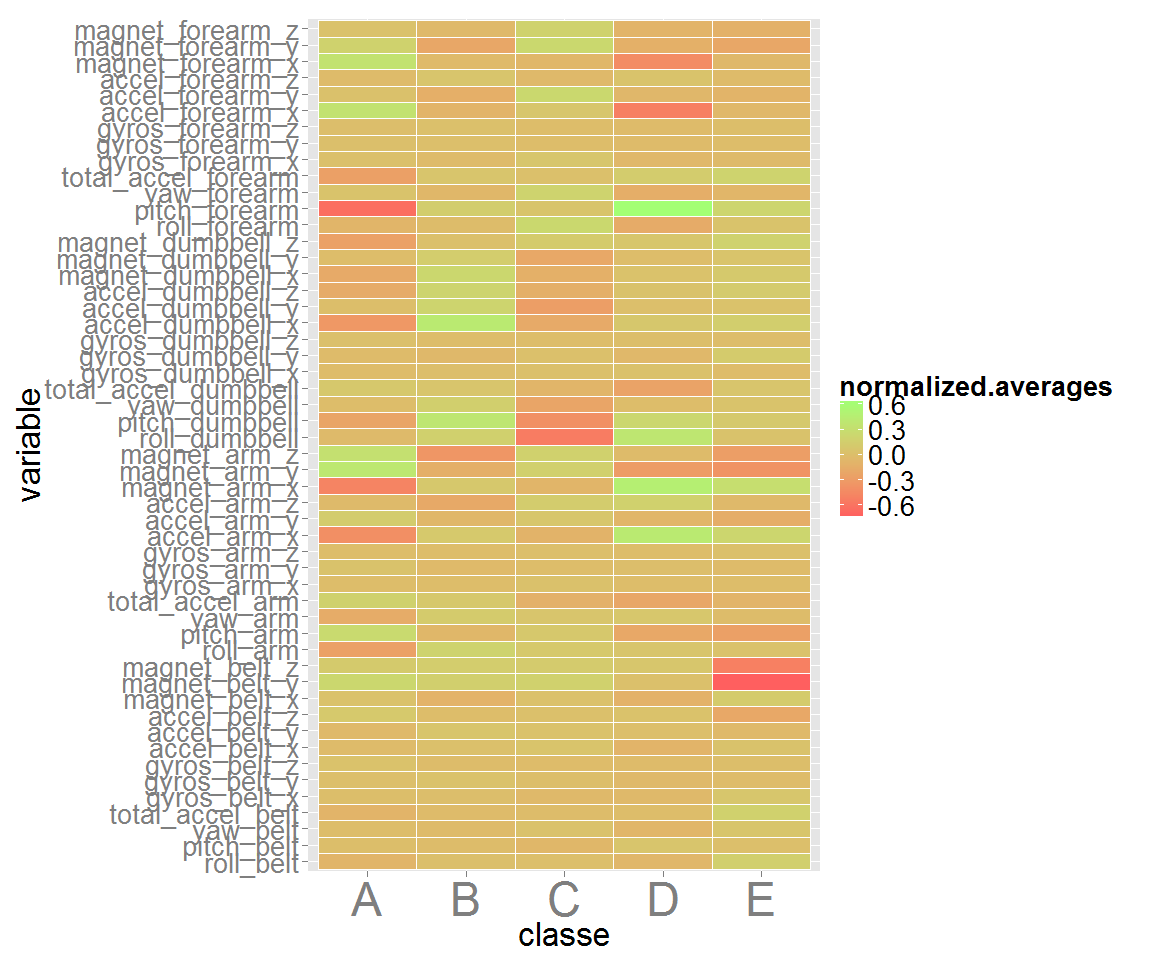 magnet_forearm_z
magnet_forearm_y
magnet_forearm_x
accel_forearm_z
accel_forearm_y
accel_forearm_x
gyros_forearm_z
gyros_forearm_y
gyros_forearm_x
total_accel_forearm
yaw_forearm
pitch_forearm
roll_forearm
magnet_dumbbell_z
magnet_dumbbell_y
magnet_dumbbell_x
accel_dumbbell_z
accel_dumbbell_y
accel_dumbbell_x
gyros_dumbbell_z
gyros_dumbbell_y
gyros_dumbbell_x
total_accel_dumbbell
yaw_dumbbell
pitch_dumbbell
roll_dumbbell
magnet_arm_z
magnet_arm_y
magnet_arm_x
accel_arm_z
accel_arm_y
accel_arm_x
gyros_arm_z
gyros_arm_y
gyros_arm_x
total_accel_arm
yaw_arm
pitch_arm
roll_arm
magnet_belt_z
magnet_belt_y
magnet_belt_x
accel_belt_z
accel_belt_y
accel_belt_x
gyros_belt_z
gyros_belt_y
gyros_belt_x
total_accel_belt
yaw_belt
pitch_belt
roll_belt
variable
A B C D E
classe
normalized.averages
0.6
0.3
0.0
-0.3
-0.6